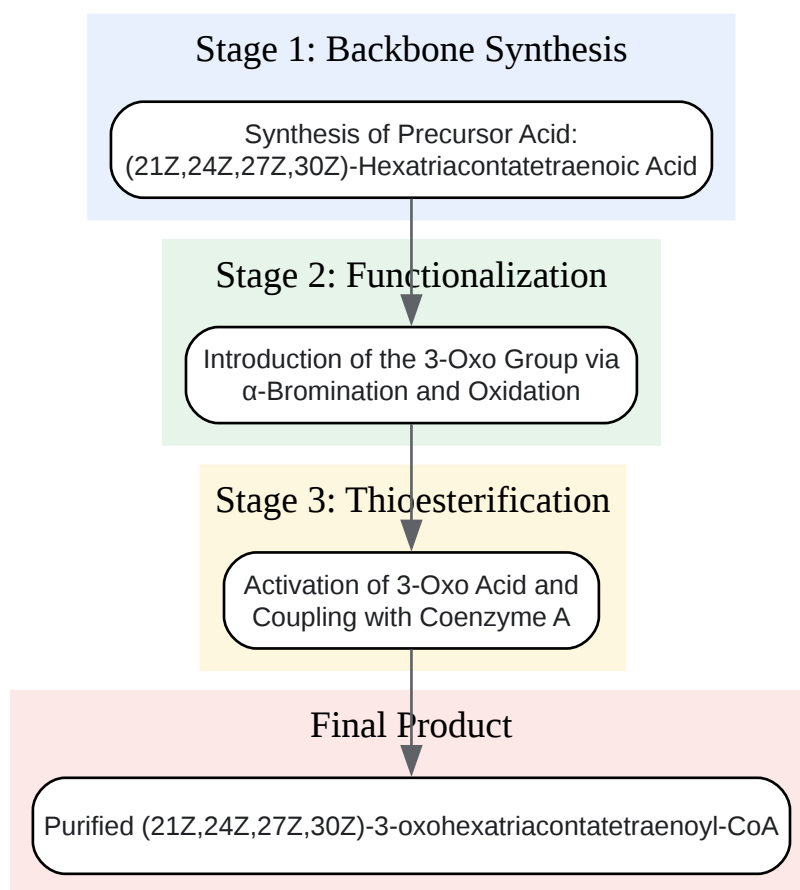 Stage 1: Backbone Synthesis
Synthesis of Precursor Acid:
(21Z,24Z,27Z,30Z)-Hexatriacontatetraenoic Acid
Stage 2: Functionalization
Introduction of the 3-Oxo Group via
α-Bromination and Oxidation
Stage 3: Thioesterification
Activation of 3-Oxo Acid and
Coupling with Coenzyme A
Final Product
Purified (21Z,24Z,27Z,30Z)-3-oxohexatriacontatetraenoyl-CoA